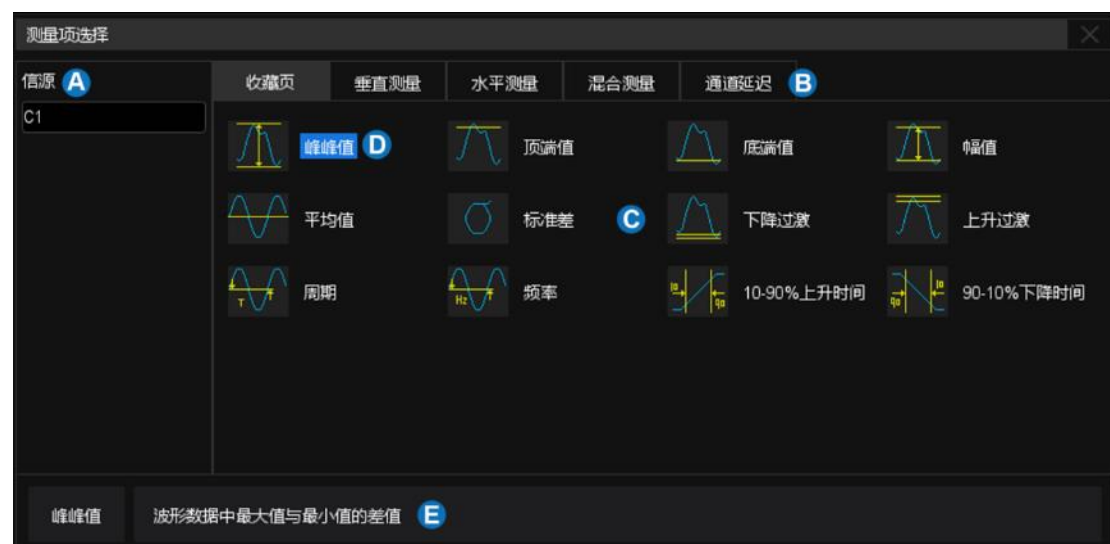 测量项选择
信源 A
收藏页 垂直测量 水平测量 混合测量 通道延迟 B
C1
峰峰值 D 顶端值 底端值 幅值
平均值 标准差 C 下降过激 上升过激
T Hz
周期 频率 10-90%上升时间 90-10%下降时间
峰峰值 波形数据中最大值与最小值的差值 E